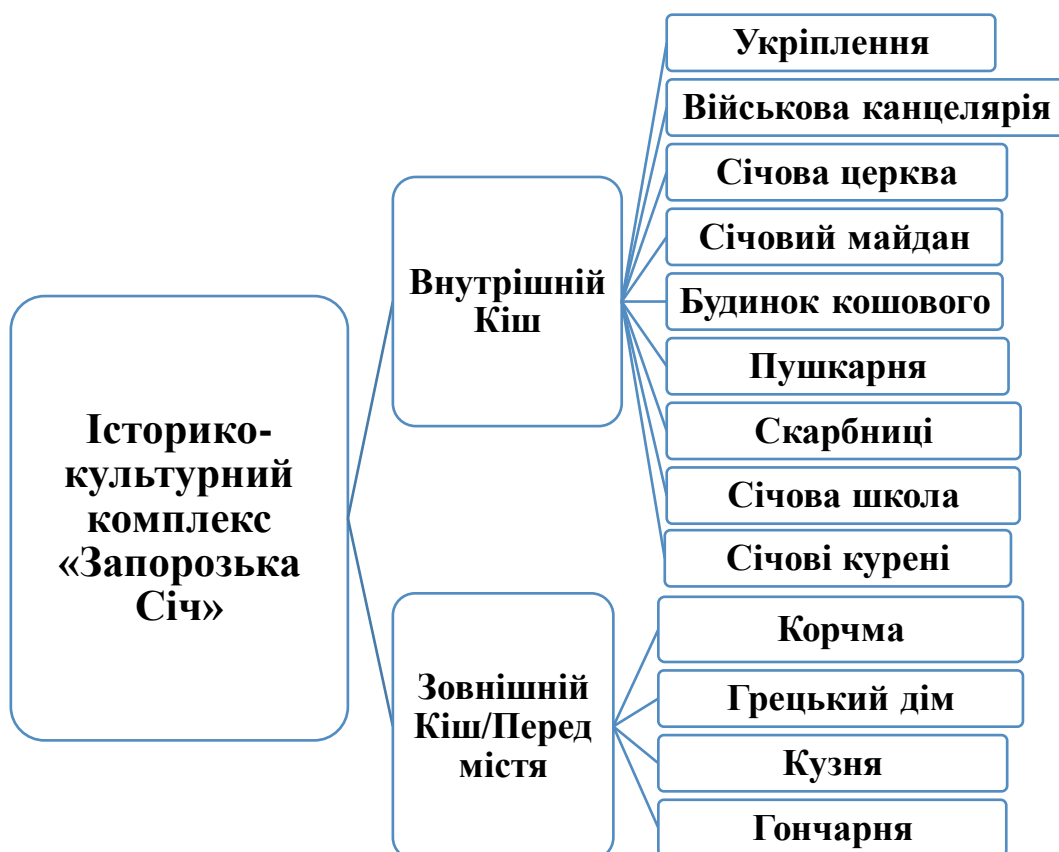 Історико-
культурний
комплекс
«Запорозька
Січ»
Внутрішній
Кіш
Укріплення
Військова канцелярія
Січова церква
Січовий майдан
Будинок кошового
Пушкарня
Скарбниці
Січова школа
Січові курені
Зовнішній
Кіш/Перед
містя
Корчма
Грецький дім
Кузня
Гончарня